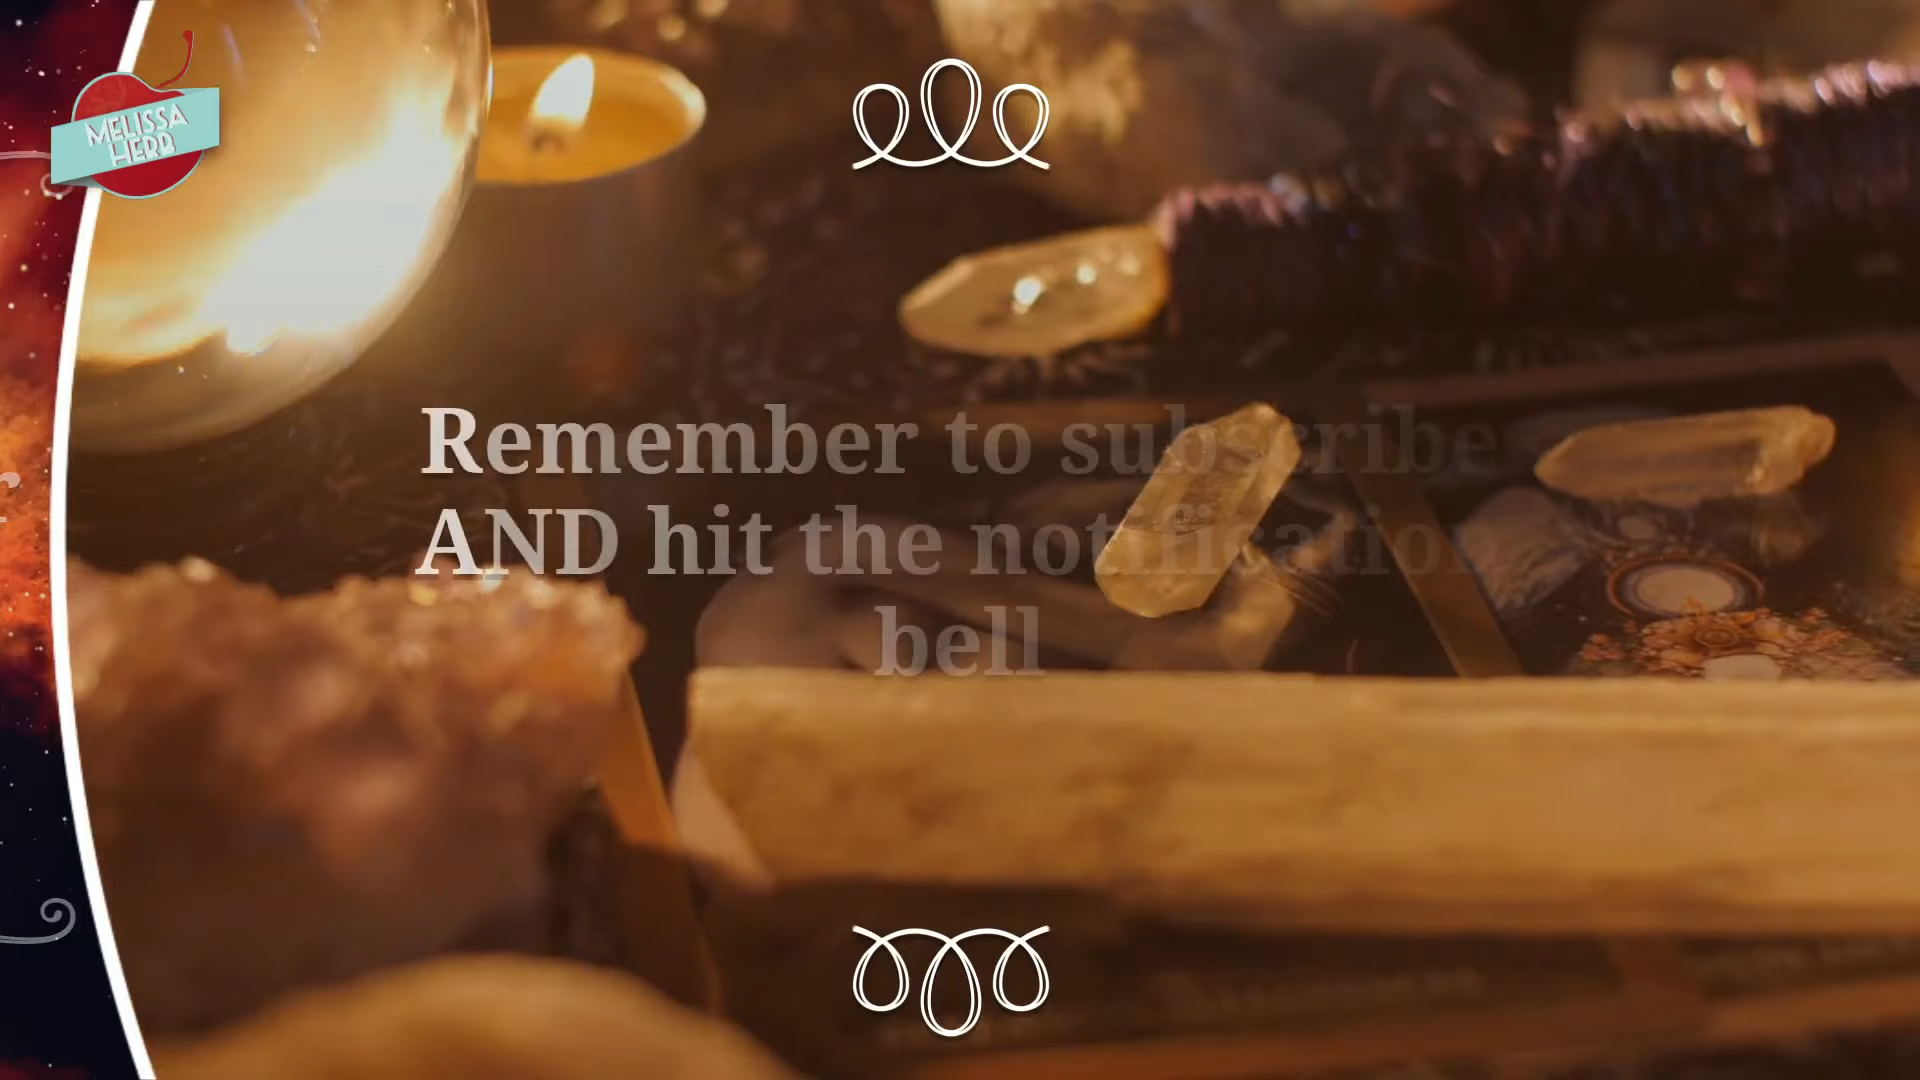 MELISSA
HERB
Remember to subscribe
AND hit the notification
bell